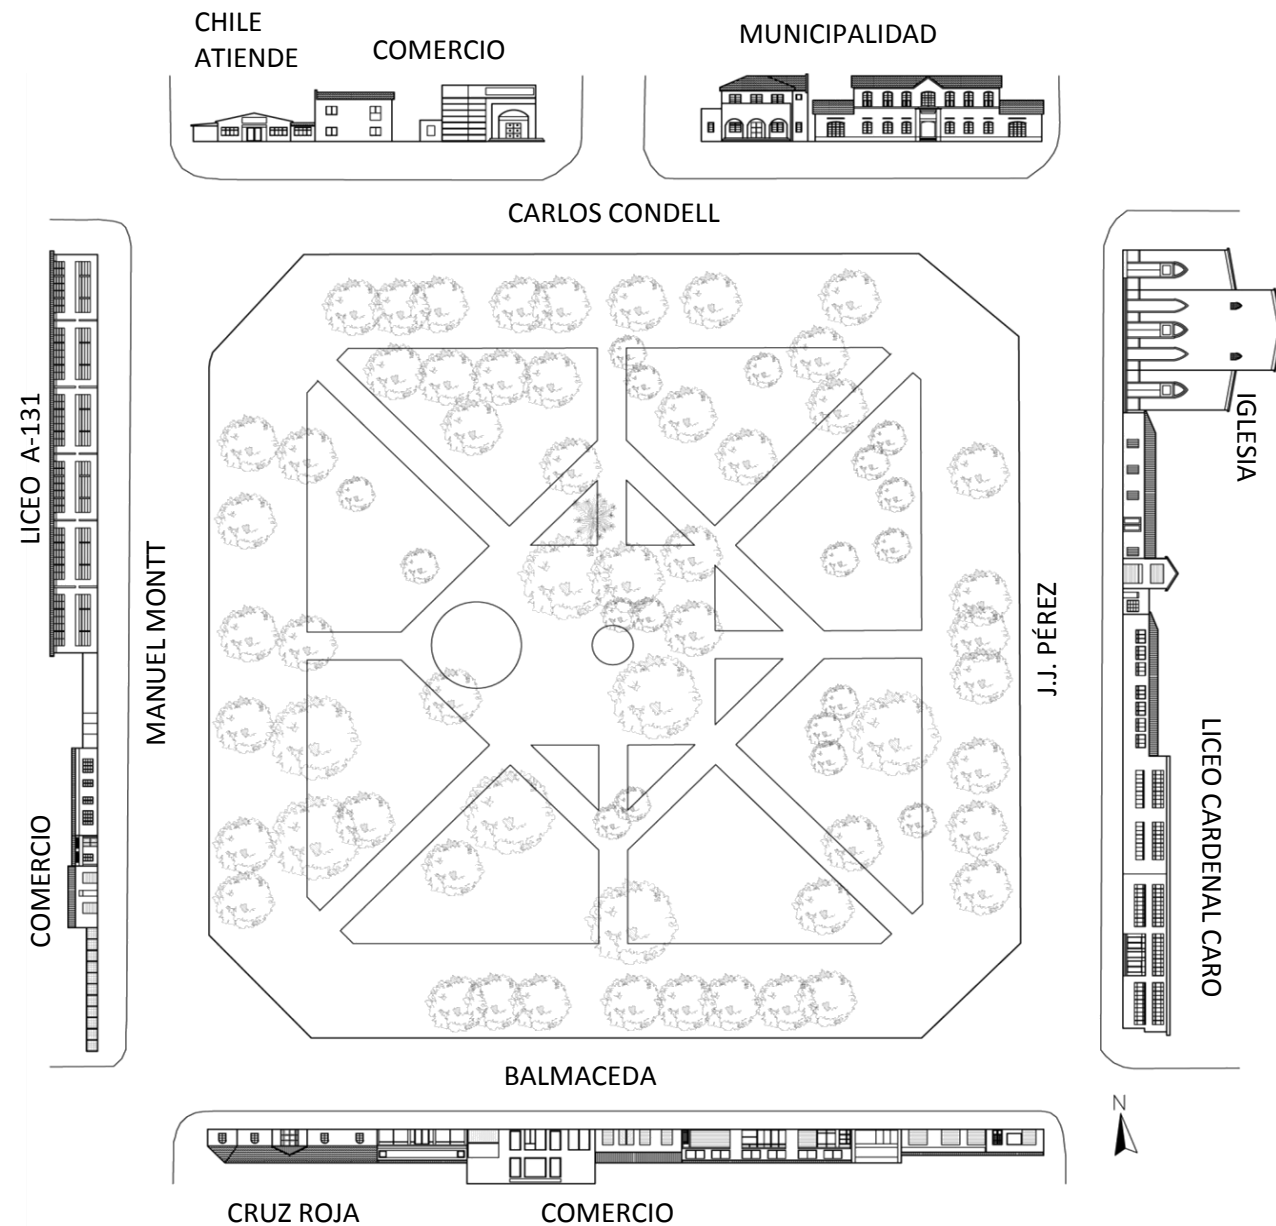 CHILE
ATIENDE
COMERCIO
MUNICIPALIDAD
CARLOS CONDELL
LICEO A-131
MANUEL MONTT
COMERCIO
IGLESIA
J.J. PÉREZ
LICEO CARDENAL CARO
BALMACEDA
N
CRUZ ROJA
COMERCIO